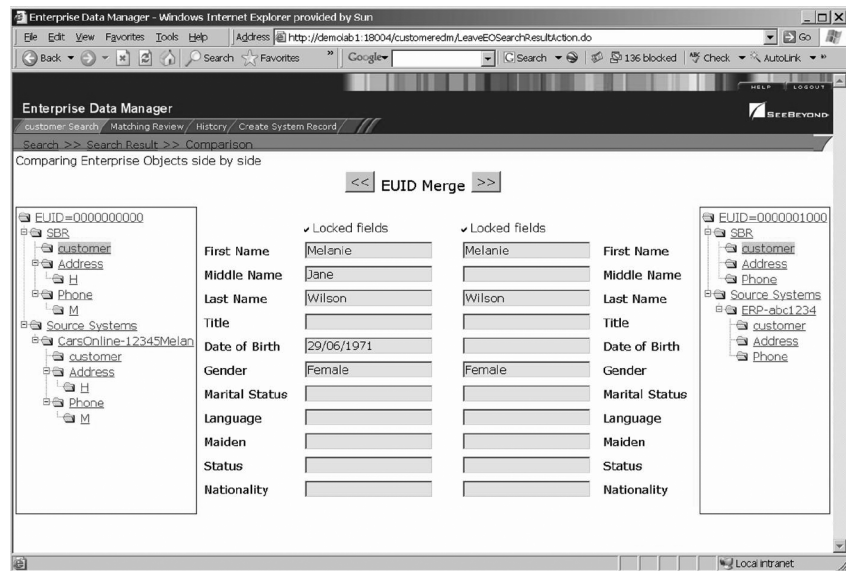 Enterprise Data Manager - Windows Internet Explorer provided by Sun
File Edit View Favorites Tools Help Address http://demolab1:18004/customeredm/LeaveEOSearchResultAction.do Go
Back Search Favorites Google Search 136 blocked Check AutoLink
HELP LOGOUT
Enterprise Data Manager
SEEBEYOND
customer Search Matching Review History Create System Record
Search >> Search Result >> Comparison
Comparing Enterprise Objects side by side
<< EUID Merge >>
EUID=0000000000
SBR
customer
Address
H
Phone
M
Source Systems
CarsOnline-12345Melan
customer
Address
H
Phone
M
Locked fields Locked fields
First Name Melanie Melanie First Name
Middle Name Jane Middle Name
Last Name Wilson Wilson Last Name
Title Title
Date of Birth 29/06/1971 Date of Birth
Gender Female Female Gender
Marital Status Marital Status
Language Language
Maiden Maiden
Status Status
Nationality Nationality
EUID=0000001000
SBR
customer
Address
Phone
Source Systems
ERP-abc1234
customer
Address
Phone
Local intranet